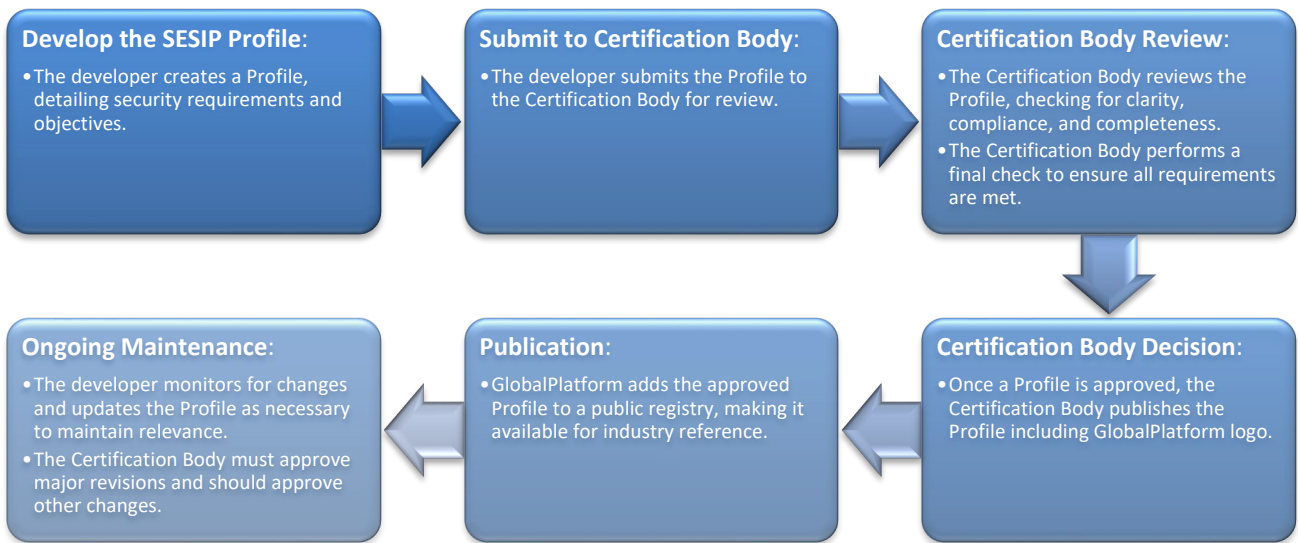 Develop the SESIP Profile:
•The developer creates a Profile,
detailing security requirements and
objectives.
Submit to Certification Body:
•The developer submits the Profile to
the Certification Body for review.
Certification Body Review:
•The Certification Body reviews the
Profile, checking for clarity,
compliance, and completeness.
•The Certification Body performs a
final check to ensure all requirements
are met.
Certification Body Decision:
•Once a Profile is approved, the
Certification Body publishes the
Profile including GlobalPlatform logo.
Publication:
•GlobalPlatform adds the approved
Profile to a public registry, making it
available for industry reference.
Ongoing Maintenance:
•The developer monitors for changes
and updates the Profile as necessary
to maintain relevance.
•The Certification Body must approve
major revisions and should approve
other changes.